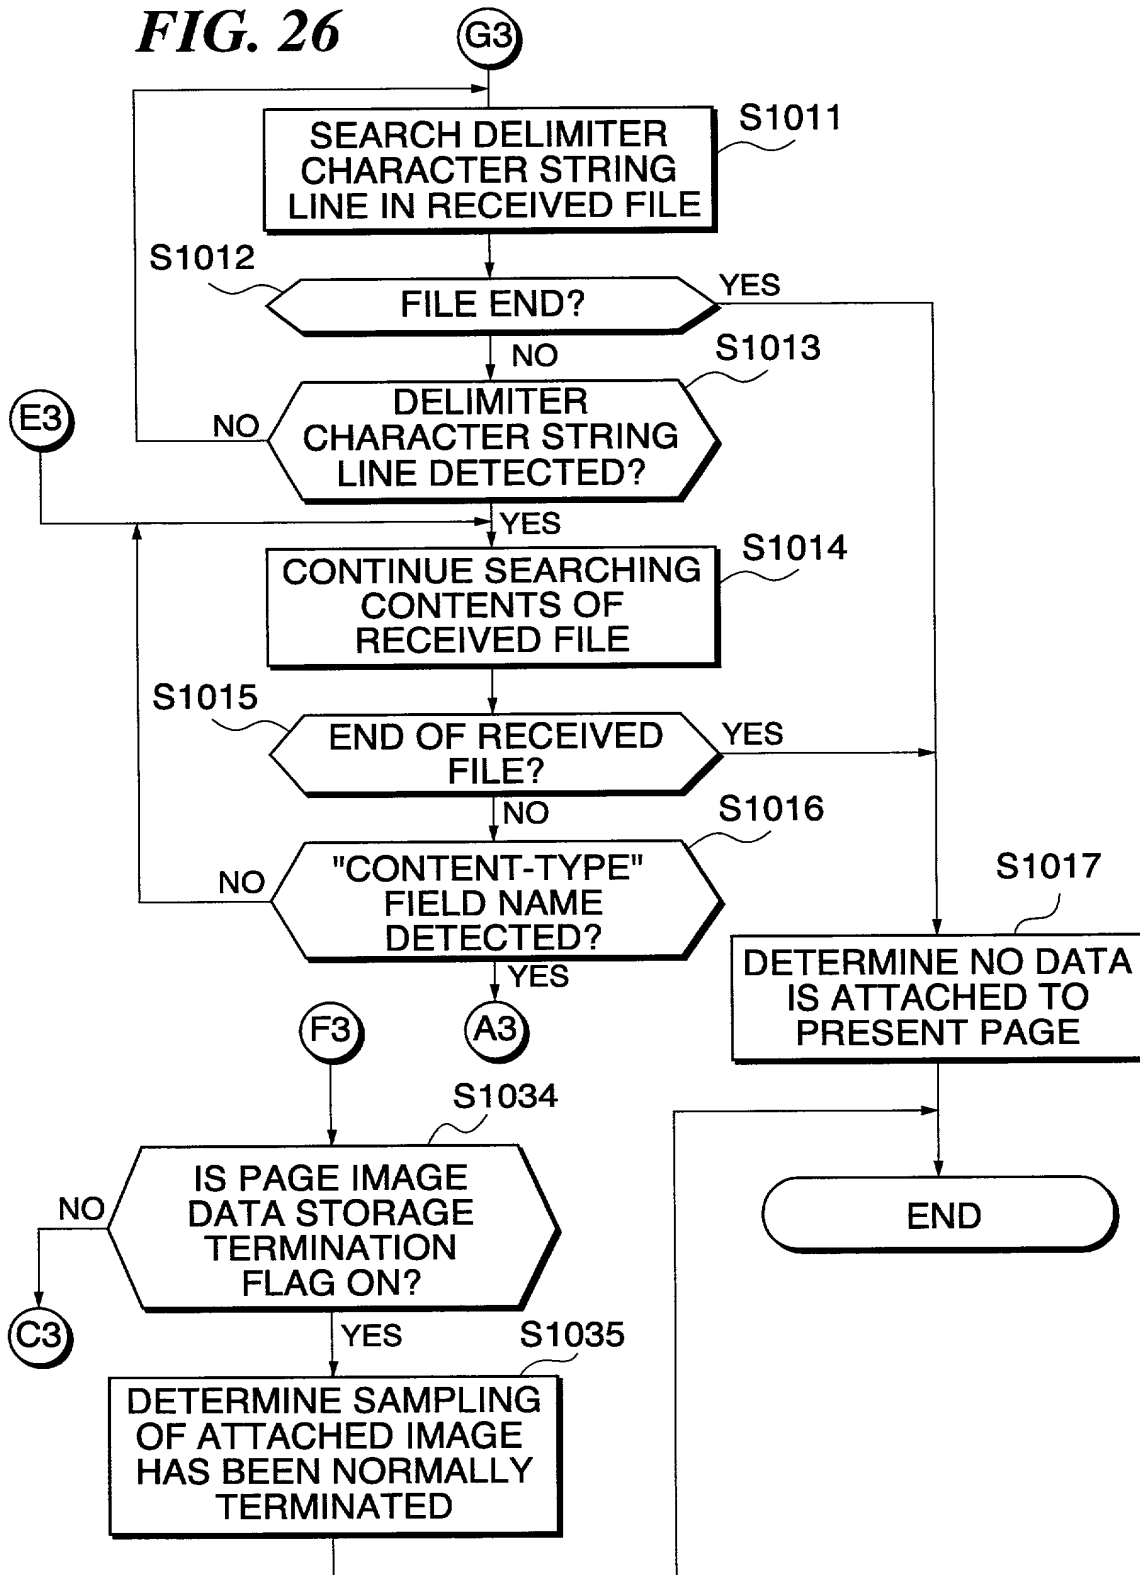 FIG. 26
G3
S1011
SEARCH DELIMITER
CHARACTER STRING
LINE IN RECEIVED FILE
S1012
FILE END?
YES
NO
S1013
E3
NO
DELIMITER
CHARACTER STRING
LINE DETECTED?
YES
S1014
CONTINUE SEARCHING
CONTENTS OF
RECEIVED FILE
S1015
END OF RECEIVED
FILE?
YES
NO
S1016
NO
"CONTENT-TYPE"
FIELD NAME
DETECTED?
YES
S1017
DETERMINE NO DATA
IS ATTACHED TO
PRESENT PAGE
F3
A3
S1034
IS PAGE IMAGE
DATA STORAGE
TERMINATION
FLAG ON?
NO
END
C3
YES
S1035
DETERMINE SAMPLING
OF ATTACHED IMAGE
HAS BEEN NORMALLY
TERMINATED